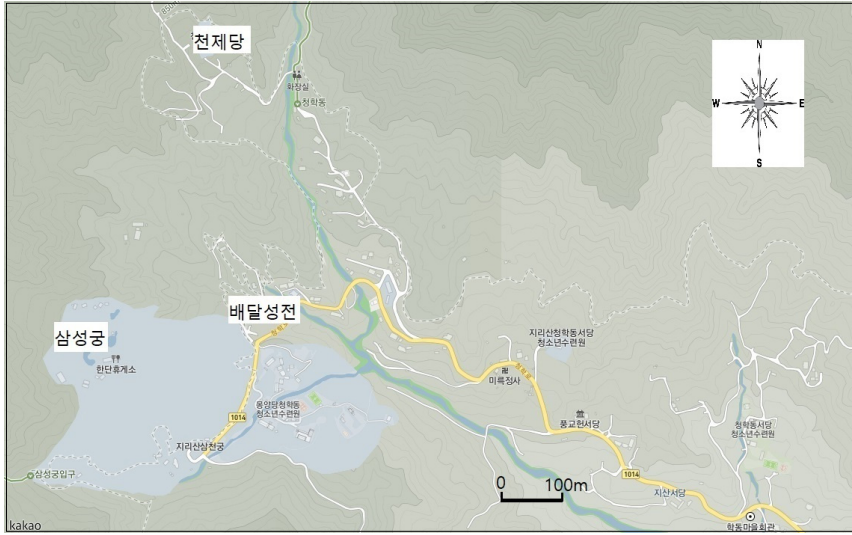 850m
천제당
화장실
청학동
N
W
E
S
배달성전
삼성궁
한단휴게소
지리산청학동서당
청소년수련원
미륵정사
몽양당청학동
청소년수련원
1014
풍교헌서당
청학동서당
청소년수련원
지리산삼천궁
삼성궁입구
1014
0 100m
지산서당
학동마을회관
kakao